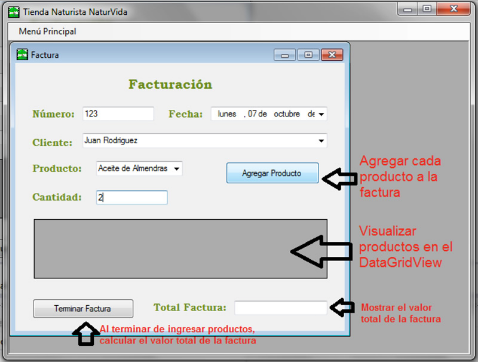 Tienda Naturista NaturVida
Menú Principal
Factura
Facturación
Número: 123 Fecha: lunes , 07 de octubre de
Cliente: Juan Rodriguez
Producto: Aceite de Almendras Agregar Producto
Cantidad: 2
Agregar cada
producto a la
factura
Visualizar
productos en el
DataGridView
Terminar Factura Total Factura:
Mostrar el valor
total de la factura
Al terminar de ingresar productos,
calcular el valor total de la factura